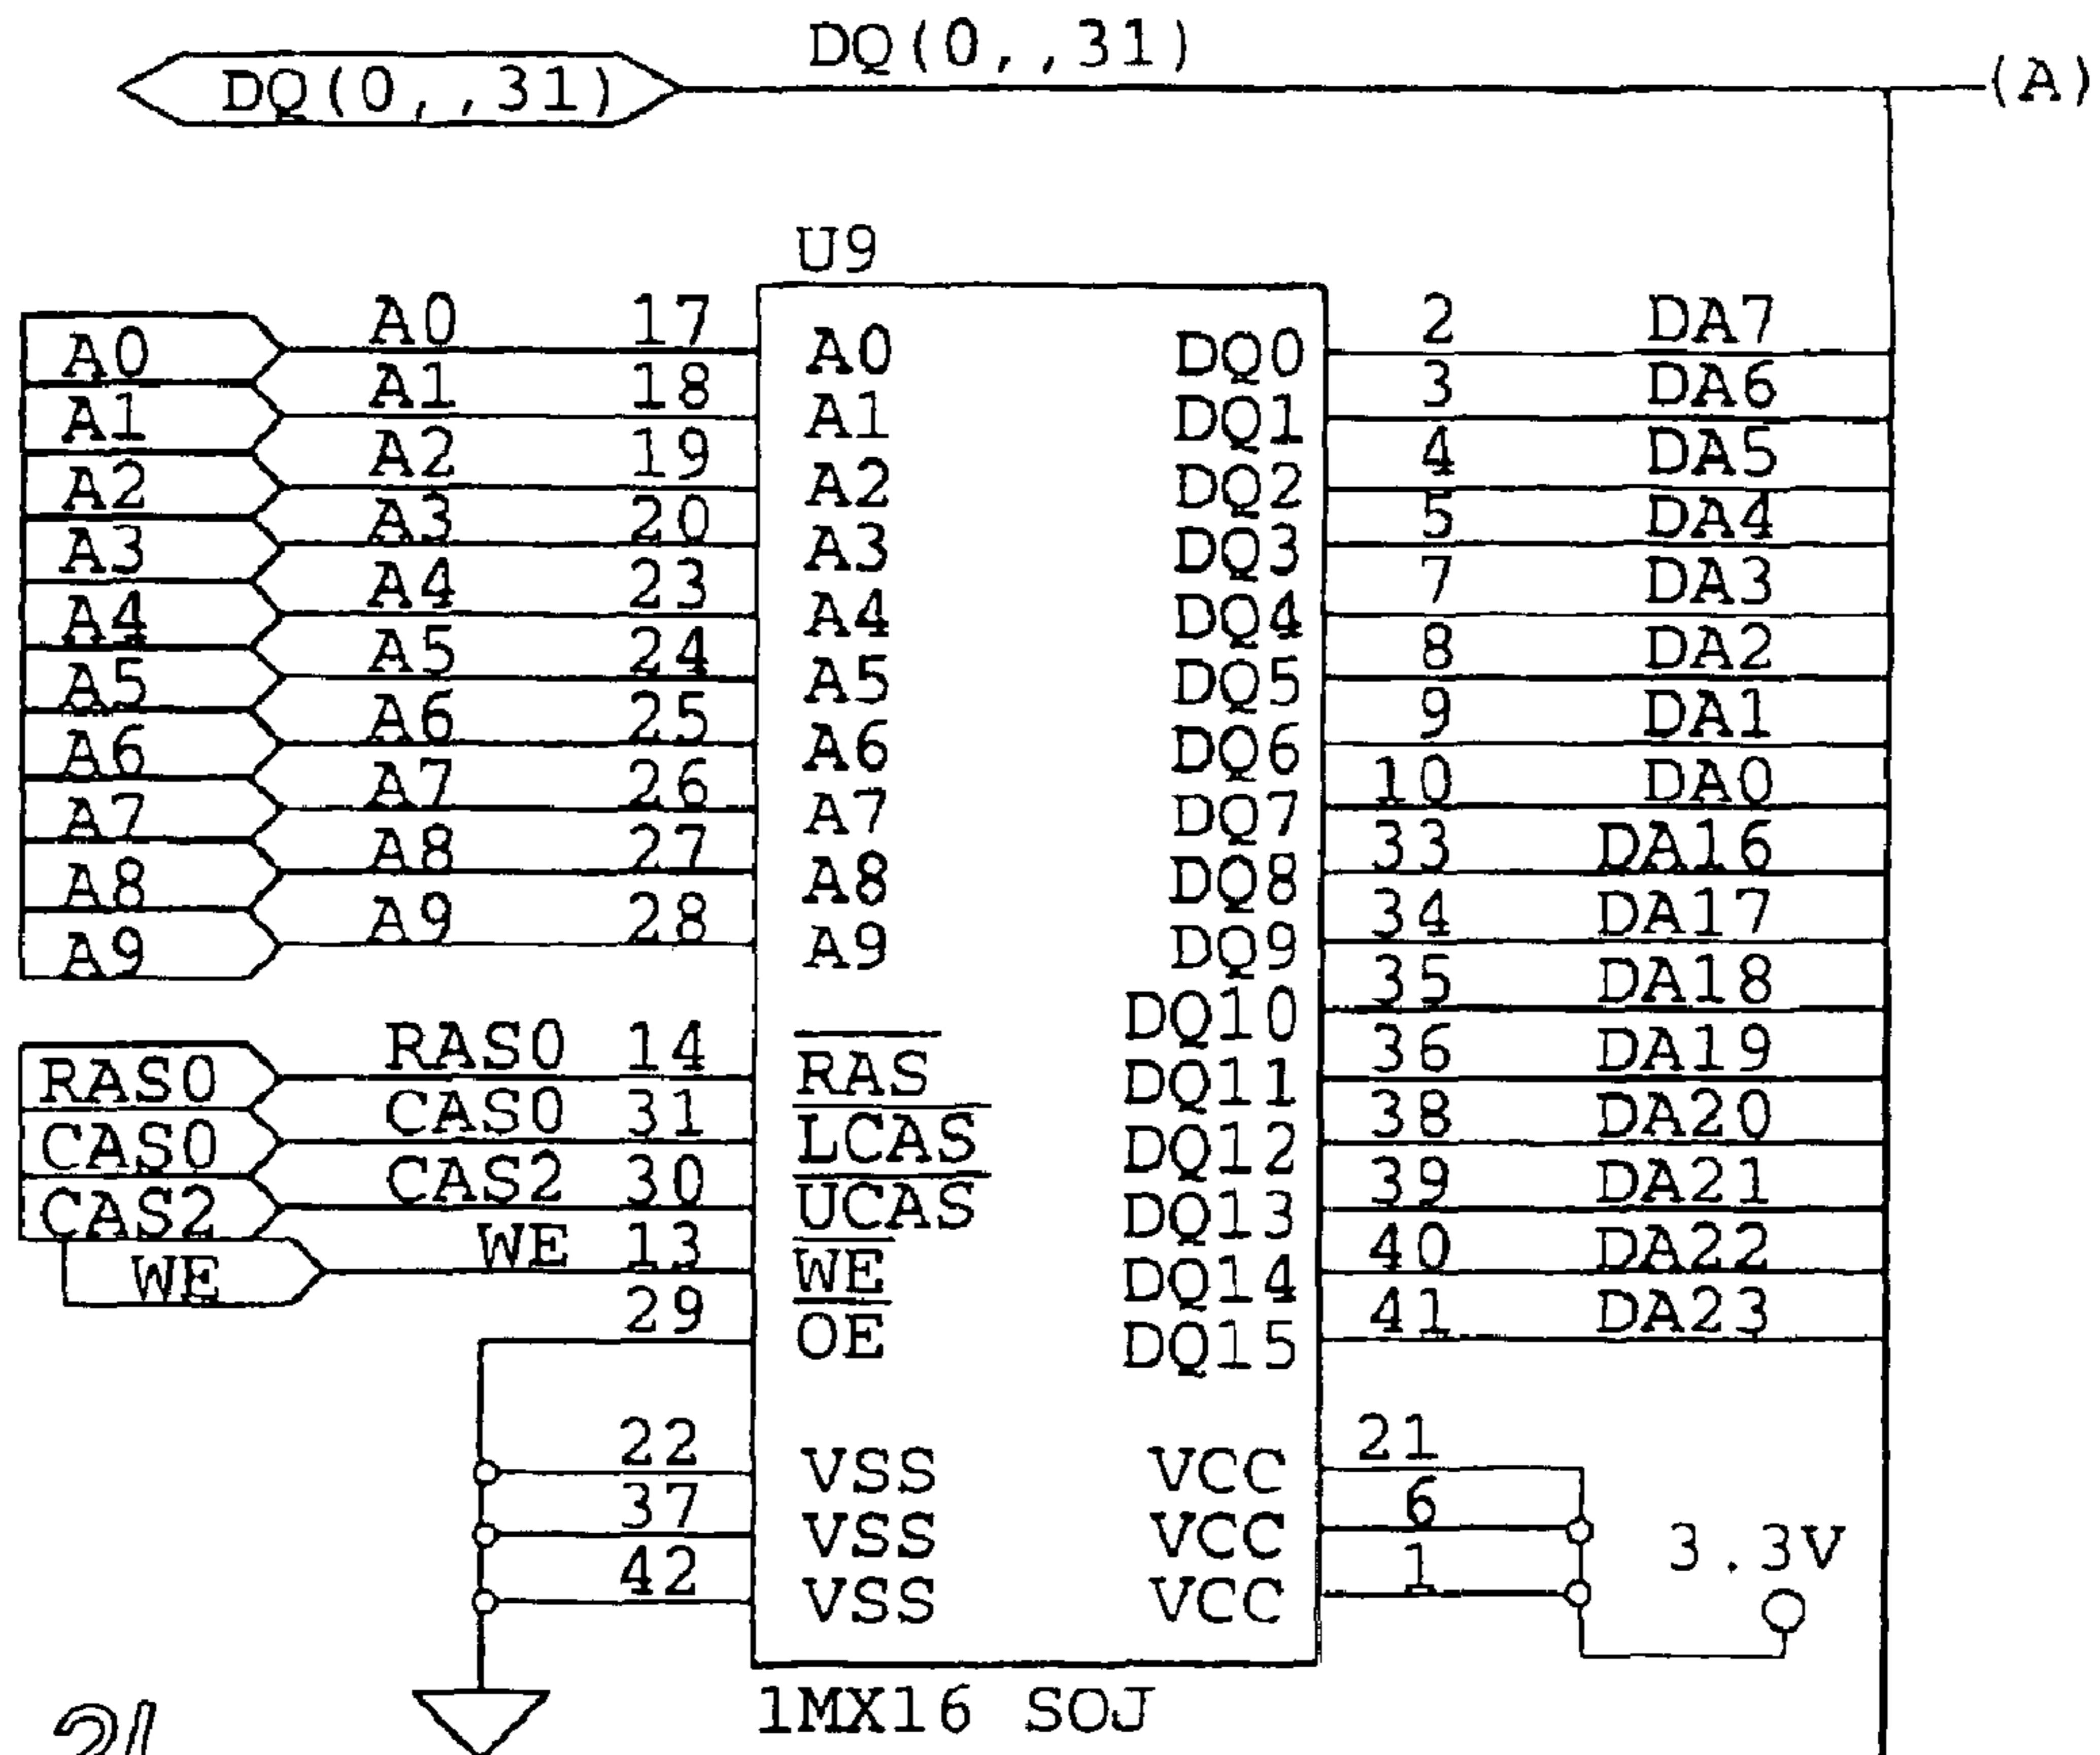 DQ(0,,31)
DQ(0,,31) (A)
U9
A0 A0 17 A0 DQ0 2 DA7
A1 A1 18 A1 DQ1 3 DA6
A2 A2 19 A2 DQ2 4 DA5
A3 A3 20 A3 DQ3 5 DA4
A4 A4 23 A4 DQ4 7 DA3
A5 A5 24 A5 DQ5 8 DA2
A6 A6 25 A6 DQ6 9 DA1
A7 A7 26 A7 DQ7 10 DA0
A8 A8 27 A8 DQ8 33 DA16
A9 A9 28 A9 DQ9 34 DA17
DQ10 35 DA18
RAS0 RAS0 14 RAS DQ11 36 DA19
CAS0 CAS0 31 LCAS DQ12 38 DA20
CAS2 CAS2 30 UCAS DQ13 39 DA21
WE WE 13 WE DQ14 40 DA22
29 OE DQ15 41 DA23
22 VSS VCC 21
37 VSS VCC 6
42 VSS VCC 1
3.3V
1MX16 SOJ